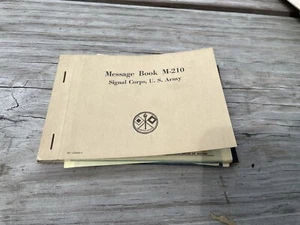 Message Book M-210
Signal Corps, U. S. Army